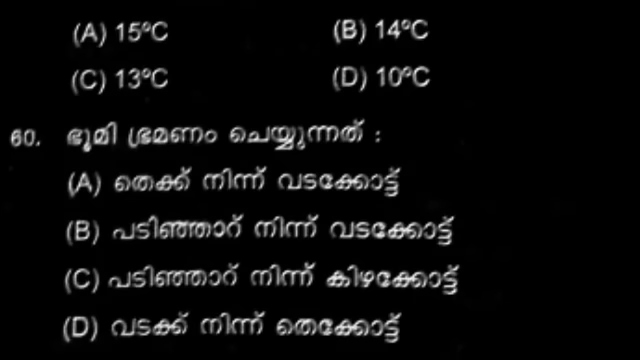 (A) 15°C (B) 14°C
(C) 13°C (D) 10°C
60. ഭൂമി ഭ്രമണം ചെയ്യുന്നത് :
(A) തെക്ക് നിന്ന് വടക്കോട്ട്
(B) പടിഞ്ഞാറ് നിന്ന് വടക്കോട്ട്
(C) പടിഞ്ഞാറ് നിന്ന് കിഴക്കോട്ട്
(D) വടക്ക് നിന്ന് തെക്കോട്ട്